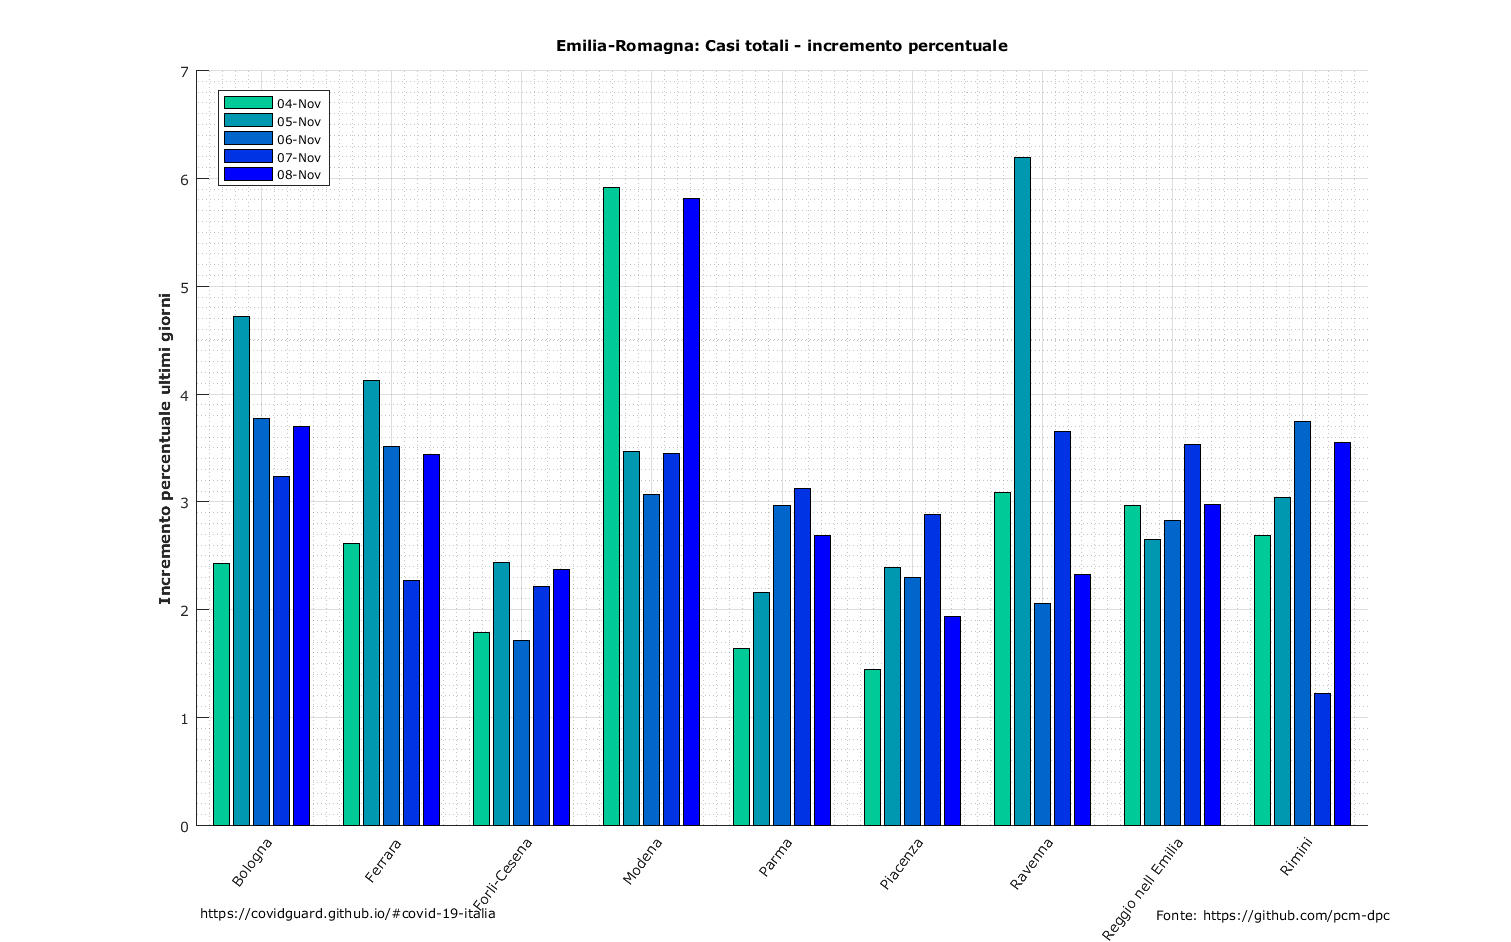 Emilia-Romagna: Casi totali - incremento percentuale
Incremento percentuale ultimi giorni
7
6
5
4
3
2
1
0
04-Nov
05-Nov
06-Nov
07-Nov
08-Nov
Bologna
Ferrara
Forlì-Cesena
Modena
Parma
Piacenza
Ravenna
Reggio nell Emilia
Rimini
https://covidguard.github.io/#covid-19-italia
Fonte: https://github.com/pcm-dpc